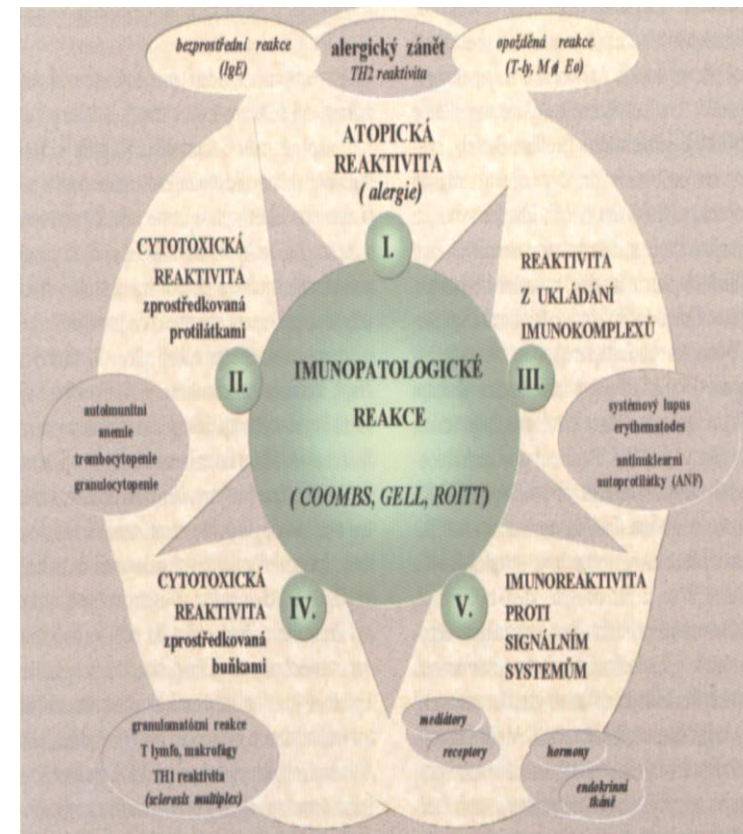 bezprostřední reakce
(IgE)
alergický zánět
TH2 reaktivita
opožděná reakce
(T-ly, Mø Eo)
ATOPICKÁ
REAKTIVITA
( alergie)
I.
CYTOTOXICKÁ
REAKTIVITA
zprostředkovaná
protilátkami
II.
autoimunitní
anemie
trombocytopenie
granulocytopenie
REAKTIVITA
Z UKLÁDÁNÍ
IMUNOKOMPLEXŮ
III.
systémový lupus
erythematodes
antinuklearni
autoprotilátky (ANF)
IMUNOPATOLOGICKÉ
REAKCE
( COOMBS, GELL, ROITT)
CYTOTOXICKÁ
REAKTIVITA
zprostředkovaná
buňkami
IV.
granulomatózní reakce
T lymfo, makrofágy
TH1 reaktivita
(sclerosis multiplex)
V.
IMUNOREAKTIVITA
PROTI
SIGNÁLNÍM
SYSTEMŮM
mediátory
receptory
hormony
endokrinní
tkáně